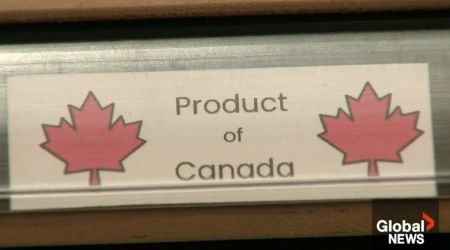 Product
of
Canada
Global
NEWS